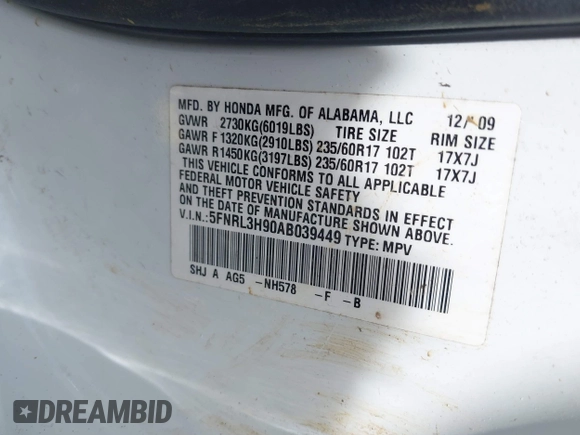 MFD. BY HONDA MFG. OF ALABAMA, LLC 12/09
GVWR 2730KG(6019LBS) TIRE SIZE RIM SIZE
GAWR F 1320KG(2910LBS) 235/60R17 102T 17X7J
GAWR R 1450KG(3197LBS) 235/60R17 102T 17X7J
THIS VEHICLE CONFORMS TO ALL APPLICABLE
FEDERAL MOTOR VEHICLE SAFETY
AND THEFT PREVENTION STANDARDS IN EFFECT
ON THE DATE OF MANUFACTURE SHOWN ABOVE.
V.I.N.:5FNRL3H90AB039449 TYPE: MPV
SHJ A AG5 -NH578 -F -B
DREAMBID